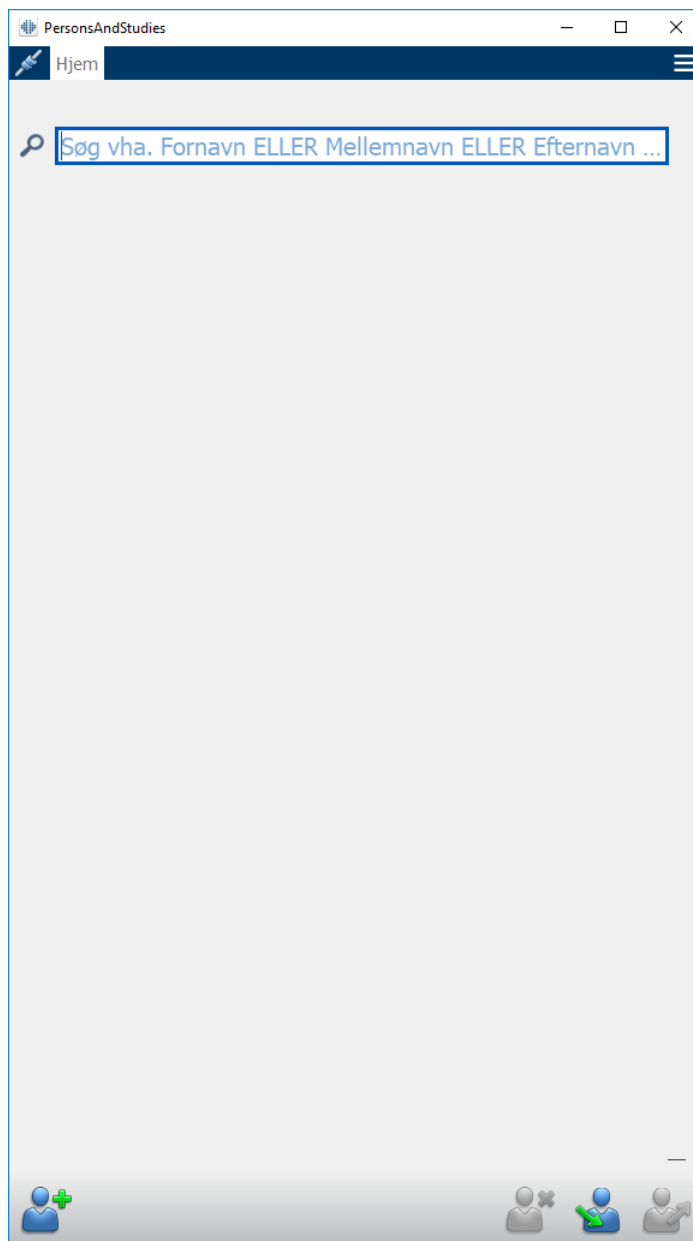 PersonsAndStudies
Hjem
Søg vha. Fornavn ELLER Mellemnavn ELLER Efternavn ...